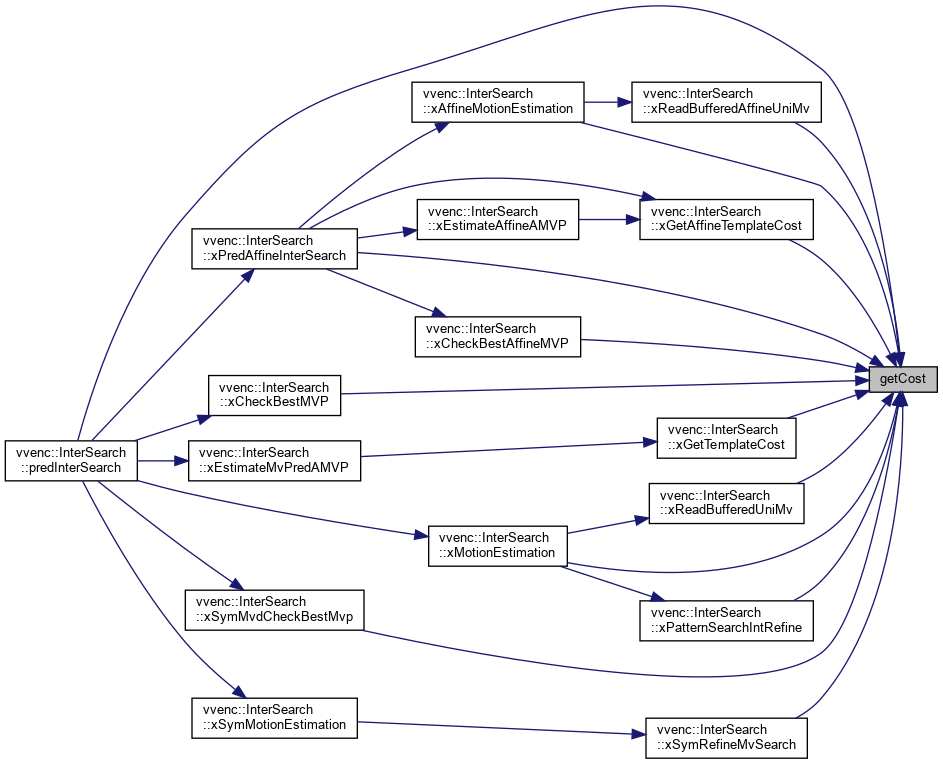 vvenc::InterSearch
::xAffineMotionEstimation
vvenc::InterSearch
::xReadBufferedAffineUniMv
vvenc::InterSearch
::xEstimateAffineAMVP
vvenc::InterSearch
::xGetAffineTemplateCost
vvenc::InterSearch
::xPredAffineInterSearch
vvenc::InterSearch
::xCheckBestAffineMVP
getCost
vvenc::InterSearch
::xCheckBestMVP
vvenc::InterSearch
::xGetTemplateCost
vvenc::InterSearch
::predInterSearch
vvenc::InterSearch
::xEstimateMvPredAMVP
vvenc::InterSearch
::xReadBufferedUniMv
vvenc::InterSearch
::xMotionEstimation
vvenc::InterSearch
::xSymMvdCheckBestMvp
vvenc::InterSearch
::xPatternSearchIntRefine
vvenc::InterSearch
::xSymMotionEstimation
vvenc::InterSearch
::xSymRefineMvSearch